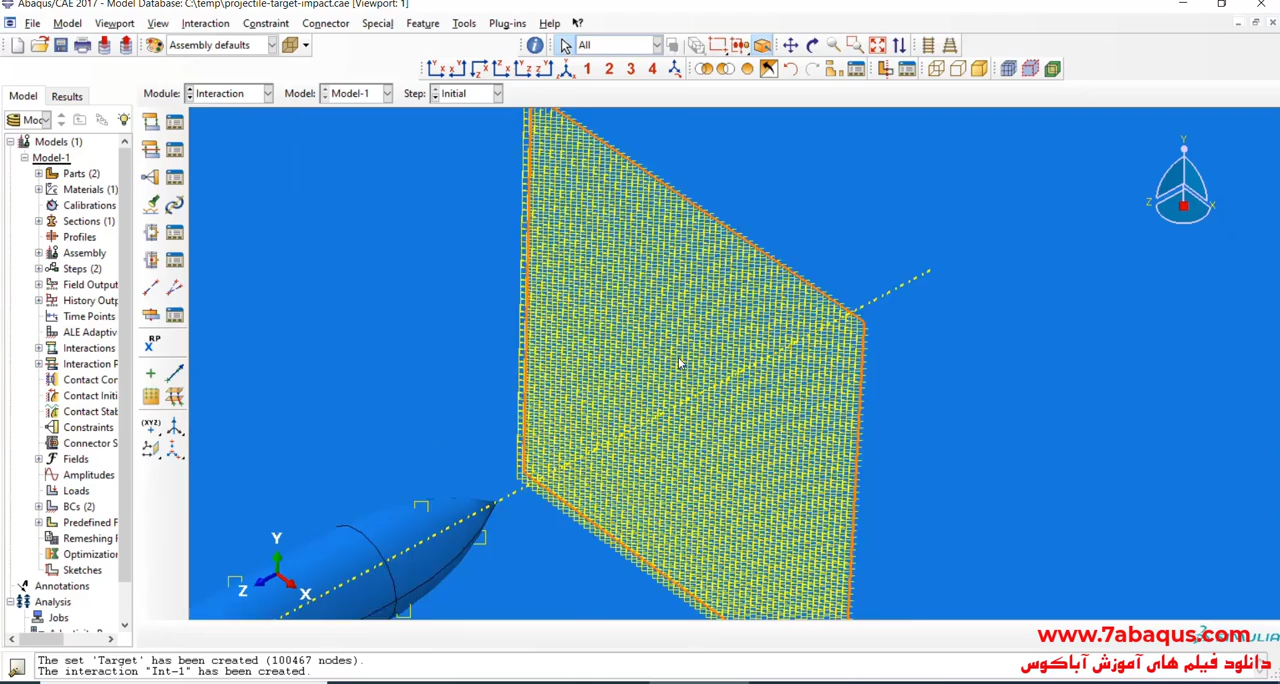 Abaqus/CAE 2017 - Model Database: C:\temp\projectile-target-impact.cae [Viewport: 1]
File Model Viewport View Interaction Constraint Connector Special Feature Tools Plug-ins Help
Assembly defaults All
1 2 3 4
Model Results Module: Interaction Model: Model-1 Step: Initial
Moc
Models (1)
Model-1
Parts (2)
Materials (1)
Calibrations
Sections (1)
Profiles
Assembly
Steps (2)
Field Outp
History Outp
Time Points
ALE Adaptiv
Interactions
Interaction P
Contact Cor
Contact Initi
Contact Stab
Constraints
Connector S
Fields
Amplitudes
Loads
BCs (2)
Predefined F
Remeshing F
Optimization
Sketches
Annotations
Analysis
Jobs
RP
X
(XYZ)
Y
Z X
Y
Z
X
www.7abaqus.com
دانلود فیلم های آموزش آباکوس
The set 'Target' has been created (100467 nodes).
The interaction "Int-1" has been created.